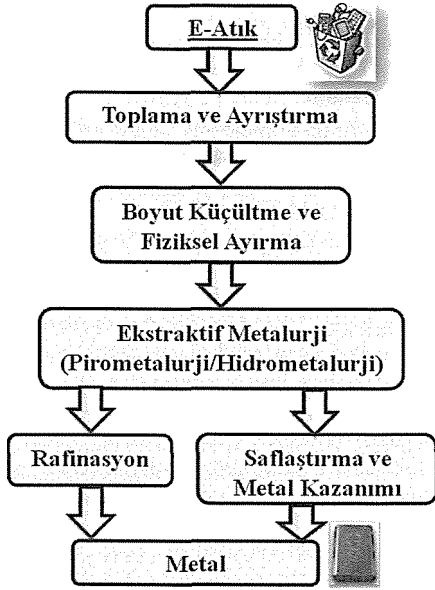 E-Atık
Toplama ve Ayrıştırma
Boyut Küçültme ve
Fiziksel Ayırma
Ekstraktif Metalurji
(Pirometalurji/Hidrometalurji)
Rafinasyon
Saflaştırma ve
Metal Kazanımı
Metal